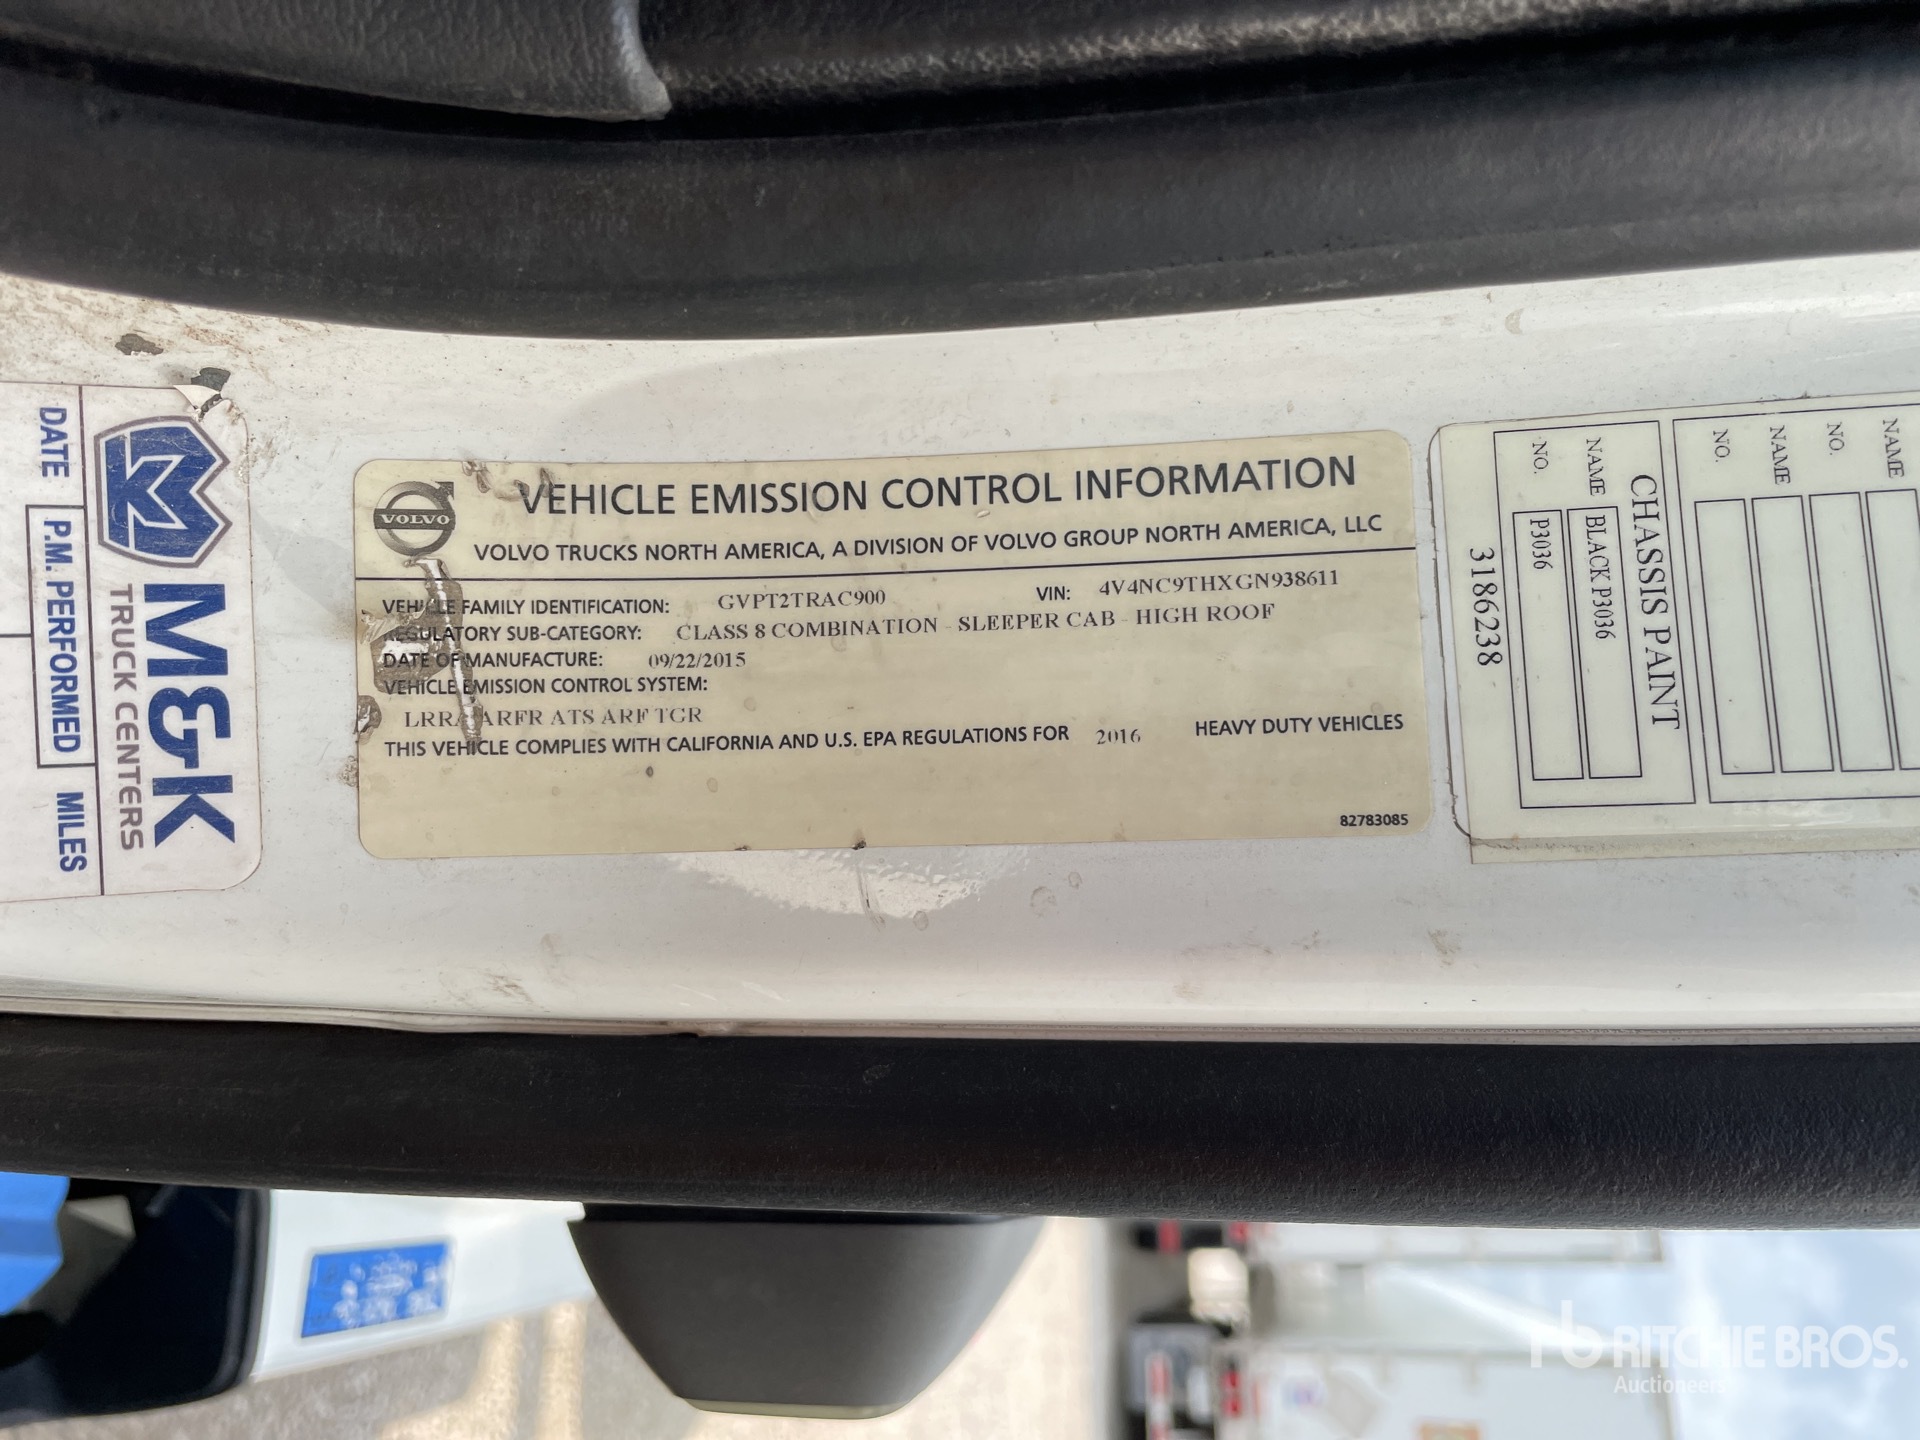 VOLVO
VEHICLE EMISSION CONTROL INFORMATION
VOLVO TRUCKS NORTH AMERICA, A DIVISION OF VOLVO GROUP NORTH AMERICA, LLC
VEHICLE FAMILY IDENTIFICATION: GVPT2TRAC900 VIN: 4V4NC9THXGN938611
REGULATORY SUB-CATEGORY: CLASS 8 COMBINATION - SLEEPER CAB - HIGH ROOF
DATE OF MANUFACTURE: 09/22/2015
VEHICLE EMISSION CONTROL SYSTEM:
ARFR ATS ARF TGR
THIS VEHICLE COMPLIES WITH CALIFORNIA AND U.S. EPA REGULATIONS FOR 2016 HEAVY DUTY VEHICLES
82783085
M&K
TRUCK CENTERS
DATE P.M. PERFORMED MILES
NAME
NO.
NAME
NO.
CHASSIS PAINT
NAME BLACK P3036
NO. P3036
3186238
rb RITCHIE BROS.
Auctioneers